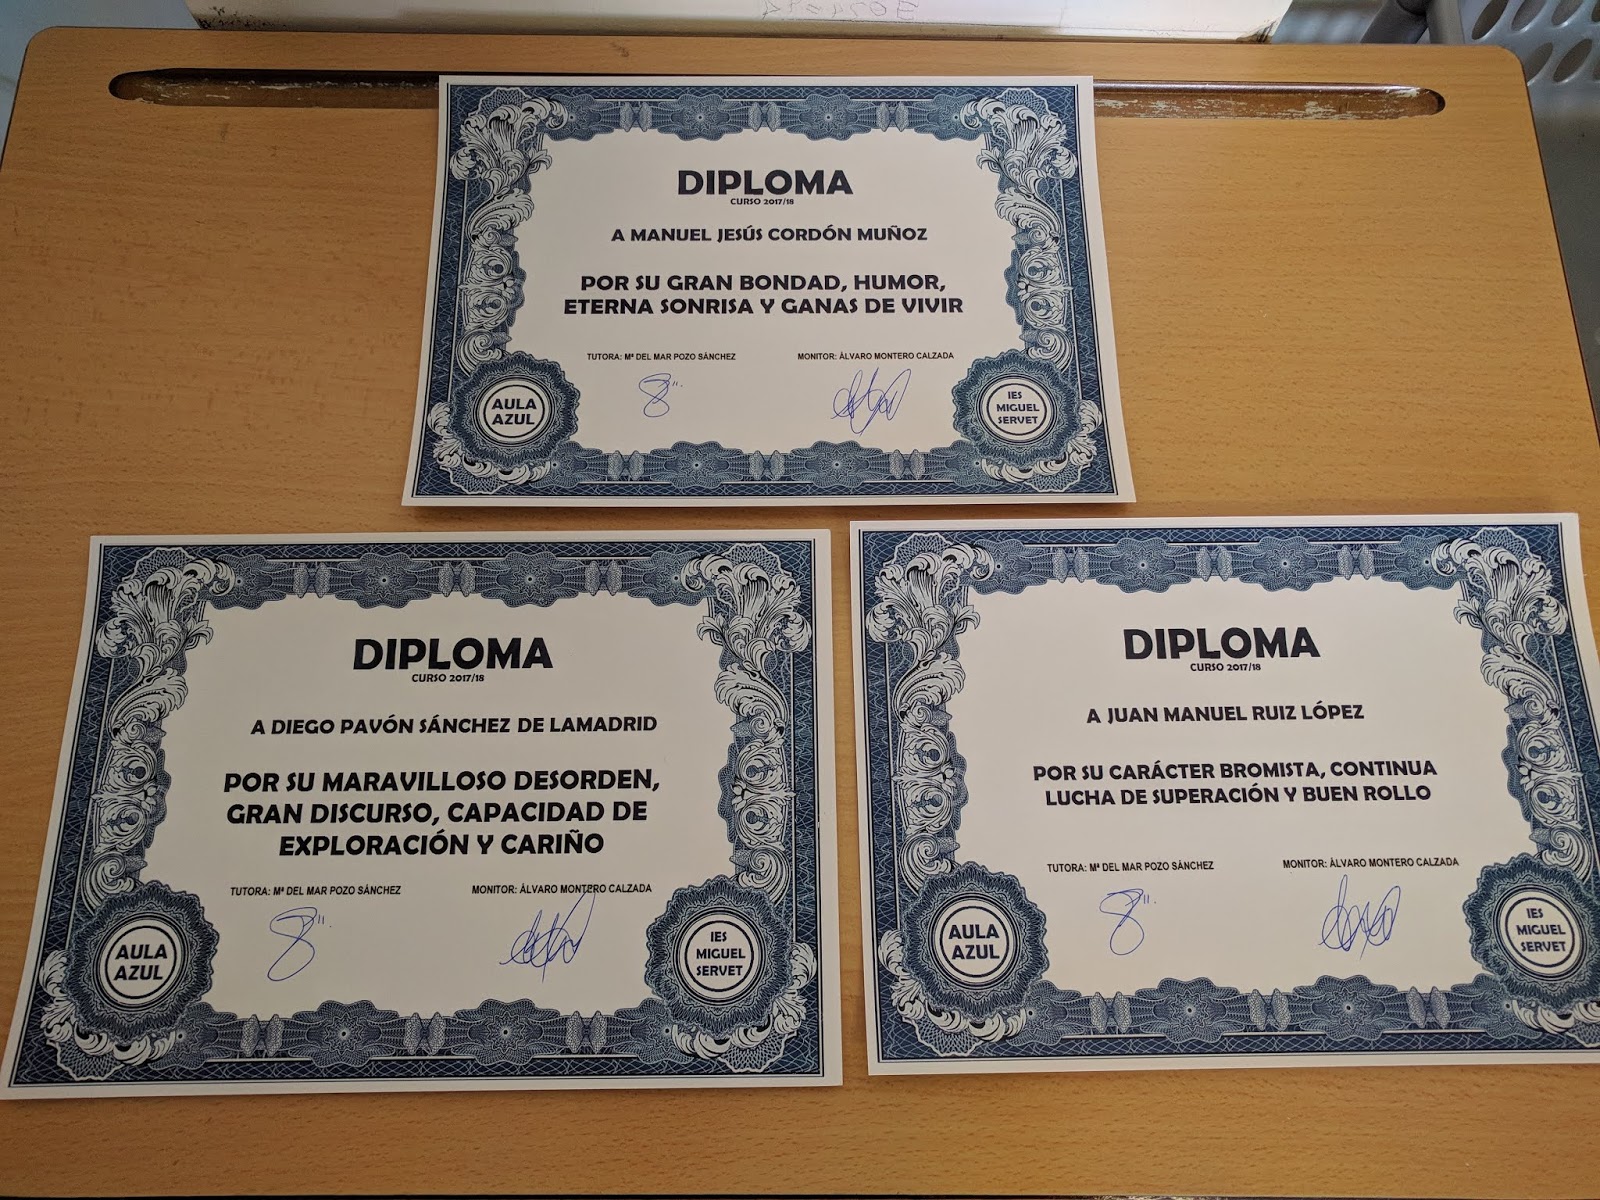 DIPLOMA
CURSO 2017/18
A MANUEL JESÚS CORDÓN MUÑOZ
POR SU GRAN BONDAD, HUMOR,
ETERNA SONRISA Y GANAS DE VIVIR
TUTORA: Mª DEL MAR POZO SÁNCHEZ
MONITOR: ÁLVARO MONTERO CALZADA
AULA
AZUL
IES
MIGUEL
SERVET
DIPLOMA
CURSO 2017/18
A DIEGO PAVÓN SÁNCHEZ DE LAMADRID
POR SU MARAVILLOSO DESORDEN,
GRAN DISCURSO, CAPACIDAD DE
EXPLORACIÓN Y CARIÑO
TUTORA: Mª DEL MAR POZO SÁNCHEZ
MONITOR: ÁLVARO MONTERO CALZADA
AULA
AZUL
IES
MIGUEL
SERVET
DIPLOMA
CURSO 2017/18
A JUAN MANUEL RUIZ LÓPEZ
POR SU CARÁCTER BROMISTA, CONTINUA
LUCHA DE SUPERACIÓN Y BUEN ROLLO
TUTORA: Mª DEL MAR POZO SÁNCHEZ
MONITOR: ÁLVARO MONTERO CALZADA
AULA
AZUL
IES
MIGUEL
SERVET